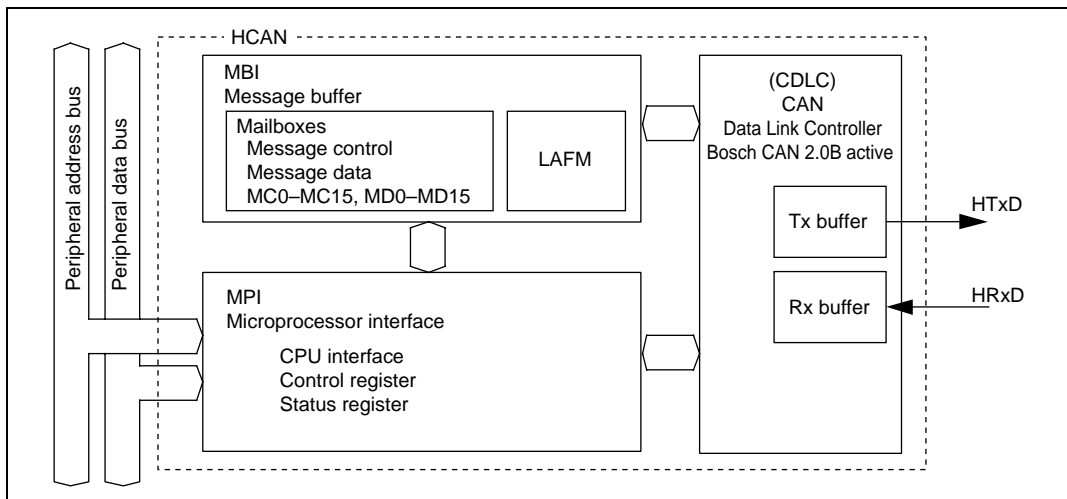 Peripheral address bus
Peripheral data bus
HCAN
MBI
Message buffer
Mailboxes
Message control
Message data
MC0–MC15, MD0–MD15
LAFM
MPI
Microprocessor interface
CPU interface
Control register
Status register
(CDLC)
CAN
Data Link Controller
Bosch CAN 2.0B active
Tx buffer
Rx buffer
HTxD
HRxD